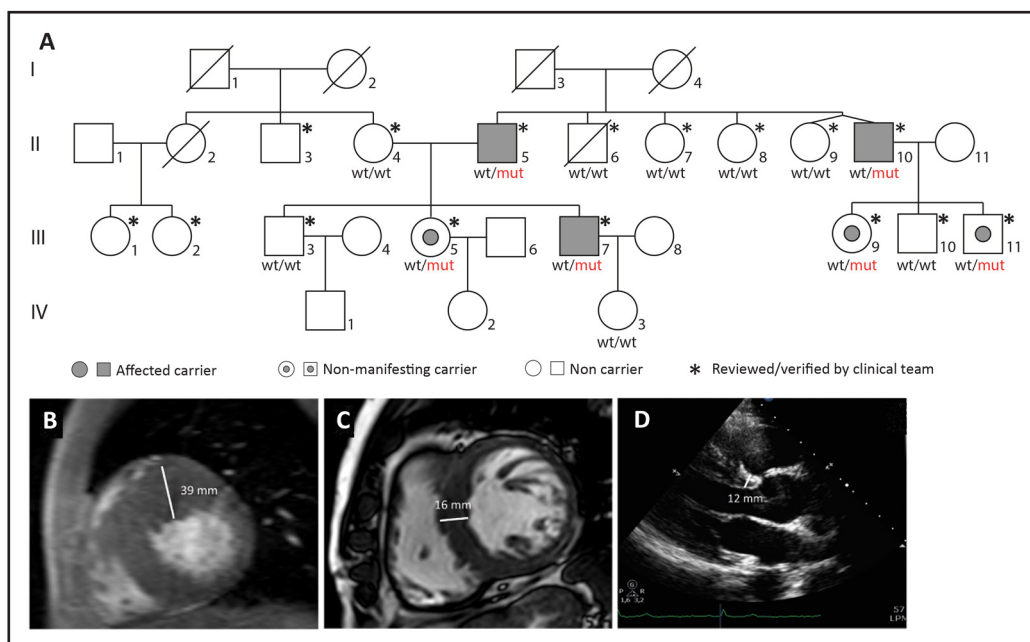 A
I
1 2 3 4
II
1 2 * 3 * 4 * 5 * 6 * 7 * 8 * 9 * 10 11
wt/wt wt/mut wt/wt wt/wt wt/wt wt/wt wt/mut
III
* 1 * 2 * 3 4 * 5 6 * 7 8 * 9 * 10 * 11
wt/wt wt/mut wt/mut wt/mut wt/wt wt/mut
IV
1 2 3
wt/wt
Affected carrier Non-manifesting carrier Non carrier * Reviewed/verified by clinical team
B C D
39 mm
16 mm
12 mm
G
P R
1,6 3,2
57
LPM